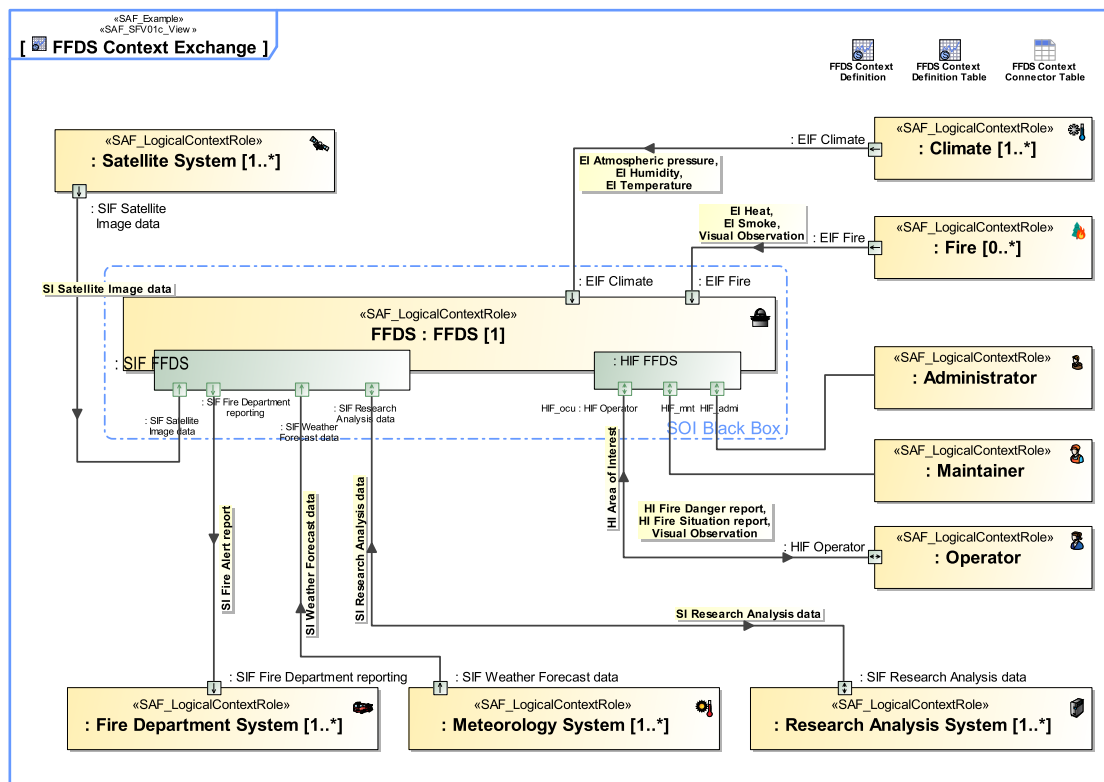 «SAF_Example»
«SAF_SFV01c_View »
[ FFDS Context Exchange ]
FFDS Context
Definition
FFDS Context
Definition Table
FFDS Context
Connector Table
«SAF_LogicalContextRole»
: Satellite System [1..*]
: SIF Satellite
Image data
: EIF Climate
«SAF_LogicalContextRole»
: Climate [1..*]
EI Atmospheric pressure,
EI Humidity,
EI Temperature
EI Heat,
EI Smoke,
Visual Observation
: EIF Fire
«SAF_LogicalContextRole»
: Fire [0..*]
SI Satellite Image data
: EIF Climate
: EIF Fire
«SAF_LogicalContextRole»
FFDS : FFDS [1]
: SIF FFDS
: HIF FFDS
: SIF Satellite
Image data
: SIF Fire Department
reporting
: SIF Weather
Forecast data
: SIF Research
Analysis data
HIF_ocu : HIF Operator
HIF_mnt
HIF_admi
SOI Black Box
«SAF_LogicalContextRole»
: Administrator
«SAF_LogicalContextRole»
: Maintainer
HI Area of Interest
HI Fire Danger report,
HI Fire Situation report,
Visual Observation
: HIF Operator
«SAF_LogicalContextRole»
: Operator
SI Fire Alert report
SI Weather Forecast data
SI Research Analysis data
SI Research Analysis data
: SIF Fire Department reporting
: SIF Weather Forecast data
: SIF Research Analysis data
«SAF_LogicalContextRole»
: Fire Department System [1..*]
«SAF_LogicalContextRole»
: Meteorology System [1..*]
«SAF_LogicalContextRole»
: Research Analysis System [1..*]